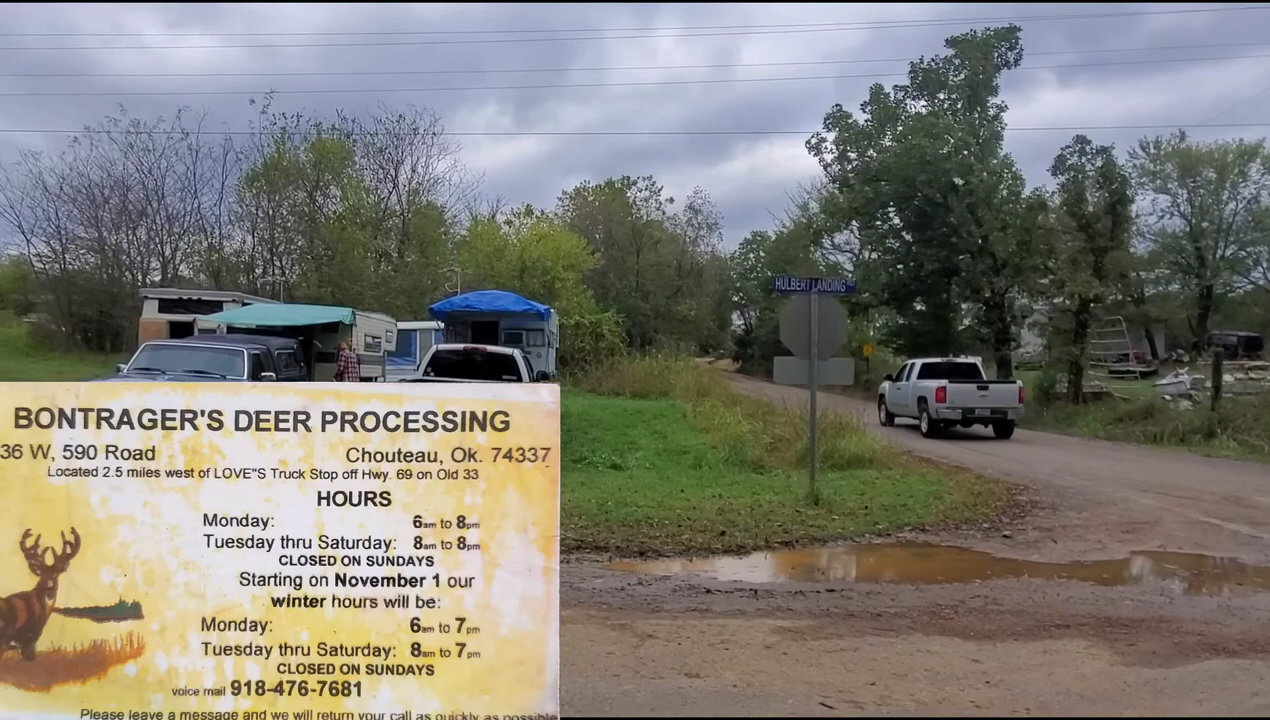 HULBERT LANDING
BONTRAGER'S DEER PROCESSING
36 W, 590 Road Chouteau, Ok. 74337
Located 2.5 miles west of LOVE"S Truck Stop off Hwy. 69 on Old 33
HOURS
Monday: 6am to 8pm
Tuesday thru Saturday: 8am to 8pm
CLOSED ON SUNDAYS
Starting on November 1 our
winter hours will be:
Monday: 6am to 7pm
Tuesday thru Saturday: 8am to 7pm
CLOSED ON SUNDAYS
voice mail 918-476-7681
Please leave a message and we will return your call as quickly as possible